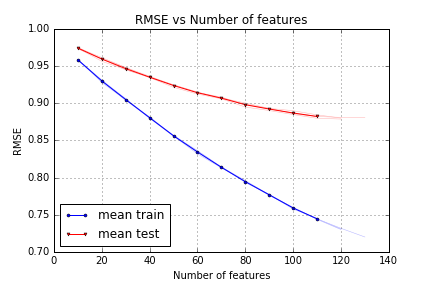 RMSE vs Number of features
1.00
0.95
0.90
0.85
0.80
0.75
0.70
RMSE
mean train
mean test
0 20 40 60 80 100 120 140
Number of features